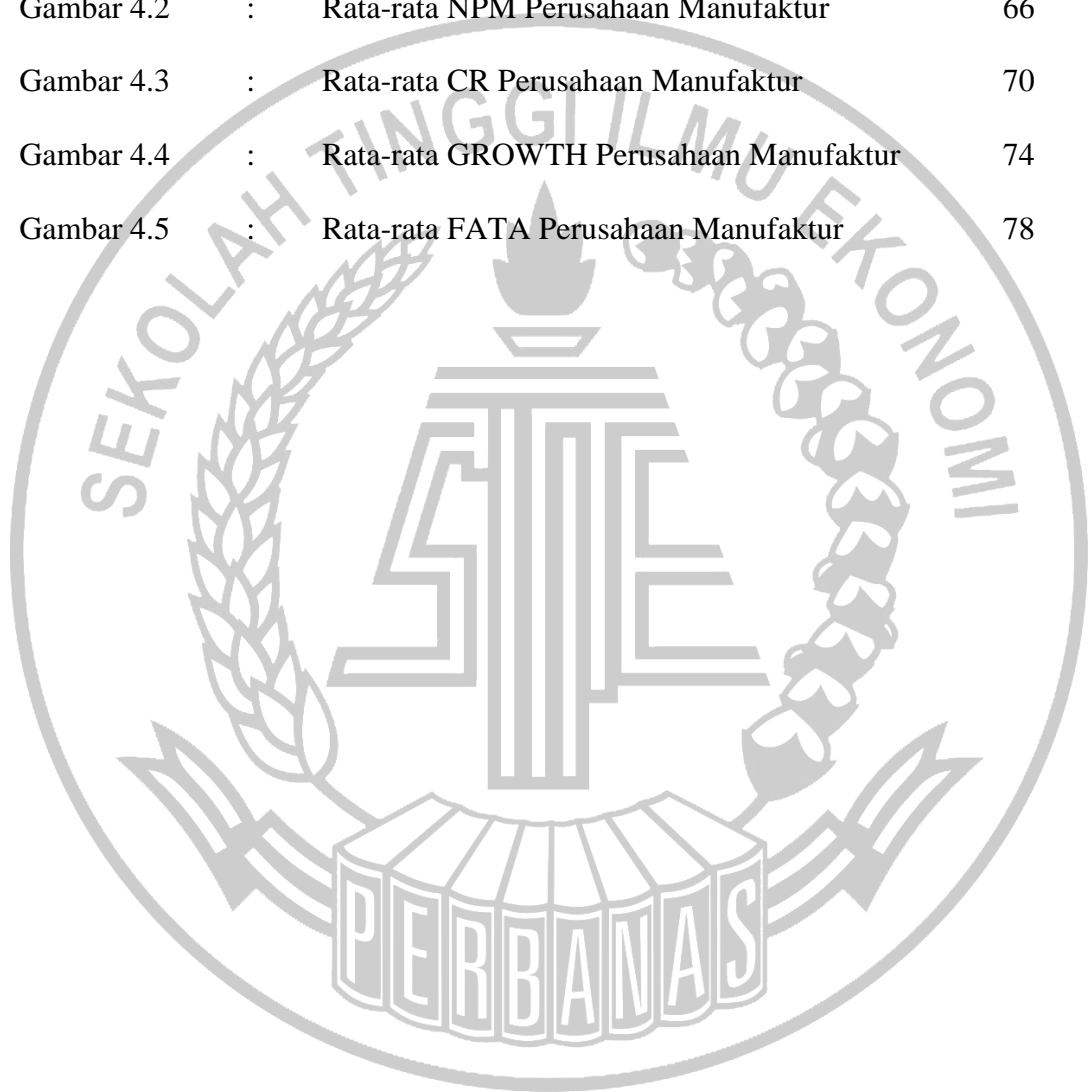 Gambar 4.2 : Rata-rata NPM Perusahaan Manufaktur 66
Gambar 4.3 : Rata-rata CR Perusahaan Manufaktur 70
Gambar 4.4 : Rata-rata GROWTH Perusahaan Manufaktur 74
Gambar 4.5 : Rata-rata FATA Perusahaan Manufaktur 78
SEKOLAH TINGGI ILMU EKONOMI
STIE
PERBANAS